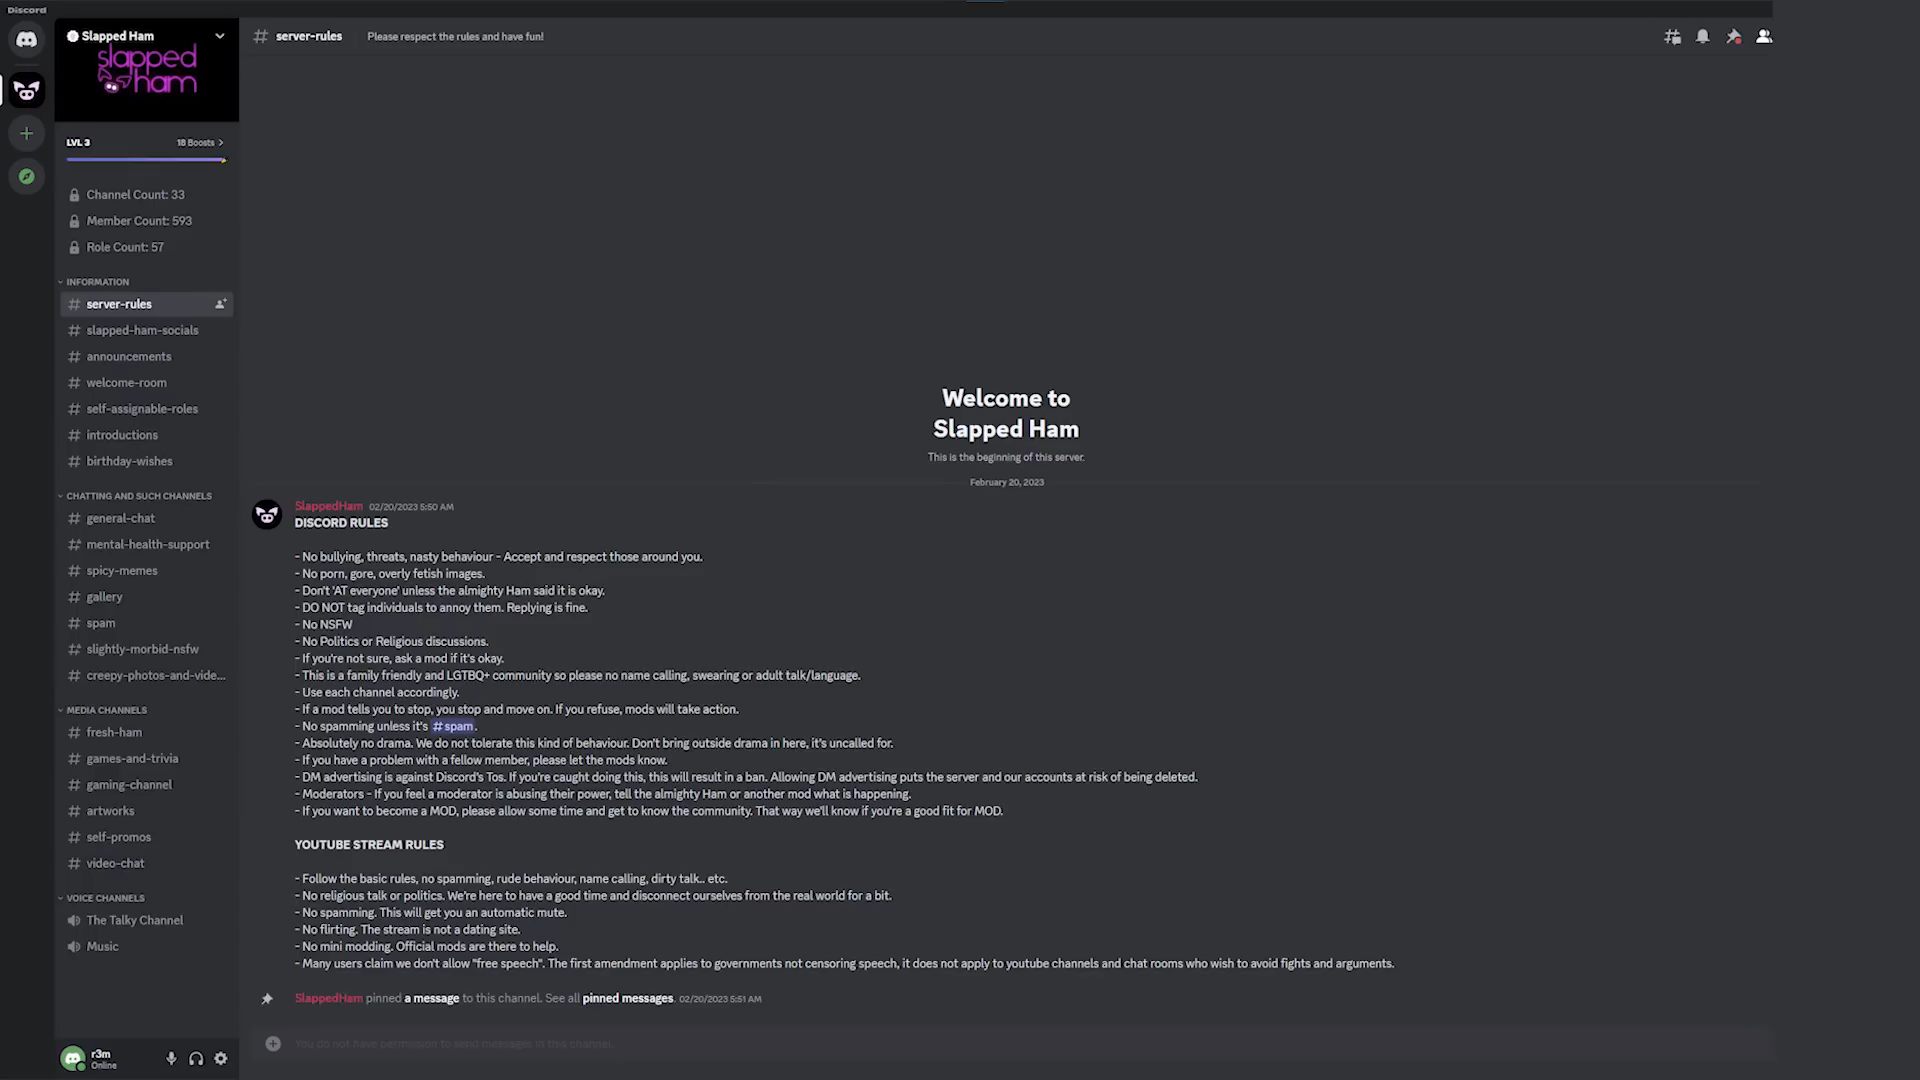 Discord
Slapped Ham
slapped
ham
LVL 3
18 Boosts
Channel Count: 33
Member Count: 593
Role Count: 57
INFORMATION
server-rules
slapped-ham-socials
announcements
welcome-room
self-assignable-roles
introductions
birthday-wishes
CHATTING AND SUCH CHANNELS
general-chat
mental-health-support
spicy-memes
gallery
spam
slightly-morbid-nsfw
creepy-photos-and-vide...
MEDIA CHANNELS
fresh-ham
games-and-trivia
gaming-channel
artworks
self-promos
video-chat
VOICE CHANNELS
The Talky Channel
Music
r3m
Online
server-rules
Please respect the rules and have fun!
Welcome to
Slapped Ham
This is the beginning of this server.
February 20, 2023
SlappedHam 02/20/2023 5:50 AM
DISCORD RULES
- No bullying, threats, nasty behaviour - Accept and respect those around you.
- No porn, gore, overly fetish images.
- Don't 'AT everyone' unless the almighty Ham said it is okay.
- DO NOT tag individuals to annoy them. Replying is fine.
- No NSFW
- No Politics or Religious discussions.
- If you're not sure, ask a mod if it's okay.
- This is a family friendly and LGTBQ+ community so please no name calling, swearing or adult talk/language.
- Use each channel accordingly.
- If a mod tells you to stop, you stop and move on. If you refuse, mods will take action.
- No spamming unless it's #spam.
- Absolutely no drama. We do not tolerate this kind of behaviour. Don't bring outside drama in here, it's uncalled for.
- If you have a problem with a fellow member, please let the mods know.
- DM advertising is against Discord's Tos. If you're caught doing this, this will result in a ban. Allowing DM advertising puts the server and our accounts at risk of being deleted.
- Moderators - If you feel a moderator is abusing their power, tell the almighty Ham or another mod what is happening.
- If you want to become a MOD, please allow some time and get to know the community. That way we'll know if you're a good fit for MOD.
YOUTUBE STREAM RULES
- Follow the basic rules, no spamming, rude behaviour, name calling, dirty talk.. etc.
- No religious talk or politics. We're here to have a good time and disconnect ourselves from the real world for a bit.
- No spamming. This will get you an automatic mute.
- No flirting. The stream is not a dating site.
- No mini modding. Official mods are there to help.
- Many users claim we don't allow "free speech". The first amendment applies to governments not censoring speech, it does not apply to youtube channels and chat rooms who wish to avoid fights and arguments.
SlappedHam pinned a message to this channel. See all pinned messages. 02/20/2023 5:51 AM
You do not have permission to send messages in this channel.